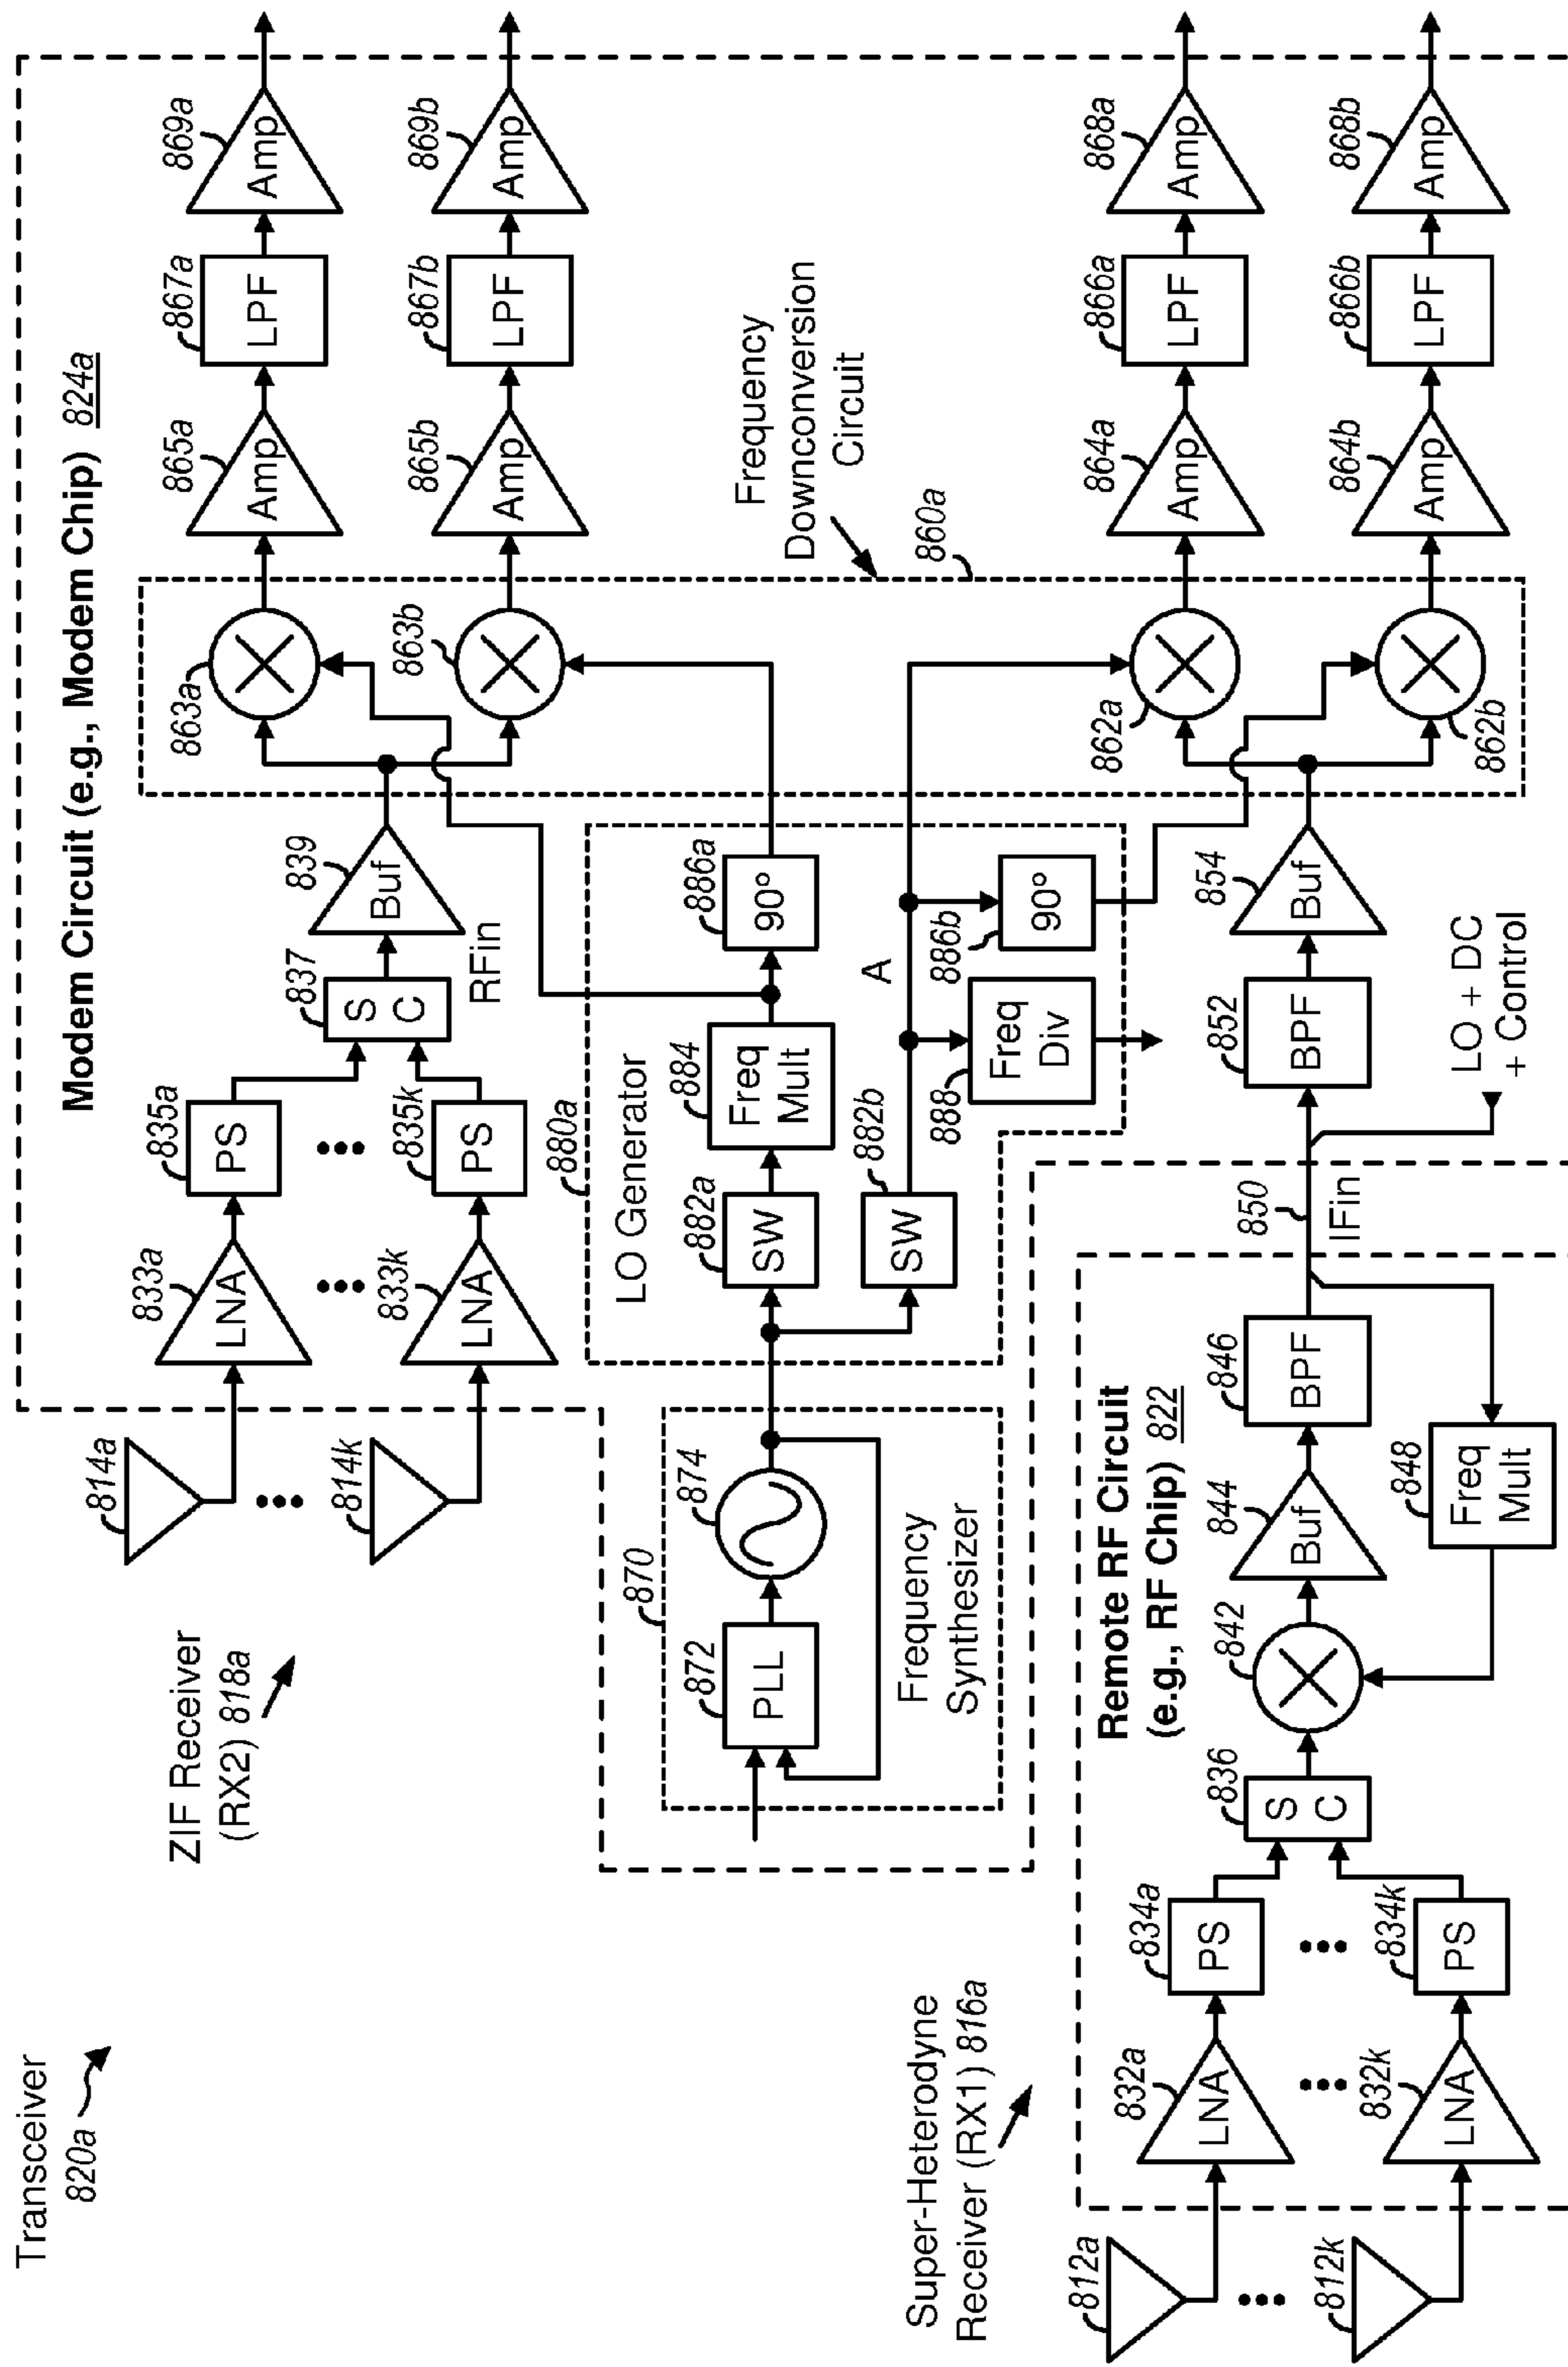 Transceiver
820a
ZIF Receiver
(RX2) 818a
Super-Heterodyne
Receiver (RX1) 816a
Modem Circuit (e.g., Modem Chip) 824a
814a
814k
833a
LNA
833k
LNA
835a
PS
835k
PS
837
S
C
RFin
839
Buf
863a
863b
865a
Amp
865b
Amp
867a
LPF
867b
LPF
869a
Amp
869b
Amp
870
872
PLL
874
Frequency
Synthesizer
880a
LO Generator
882a
SW
882b
SW
884
Freq
Mult
886a
90°
A
888
Freq
Div
886b
90°
Frequency
Downconversion
Circuit
860a
862a
862b
864a
Amp
864b
Amp
866a
LPF
866b
LPF
868a
Amp
868b
Amp
Remote RF Circuit
(e.g., RF Chip) 822
812a
812k
832a
LNA
832k
LNA
834a
PS
834k
PS
836
S
C
842
844
Buf
846
BPF
848
Freq
Mult
850
IFin
852
BPF
854
Buf
LO + DC
+ Control